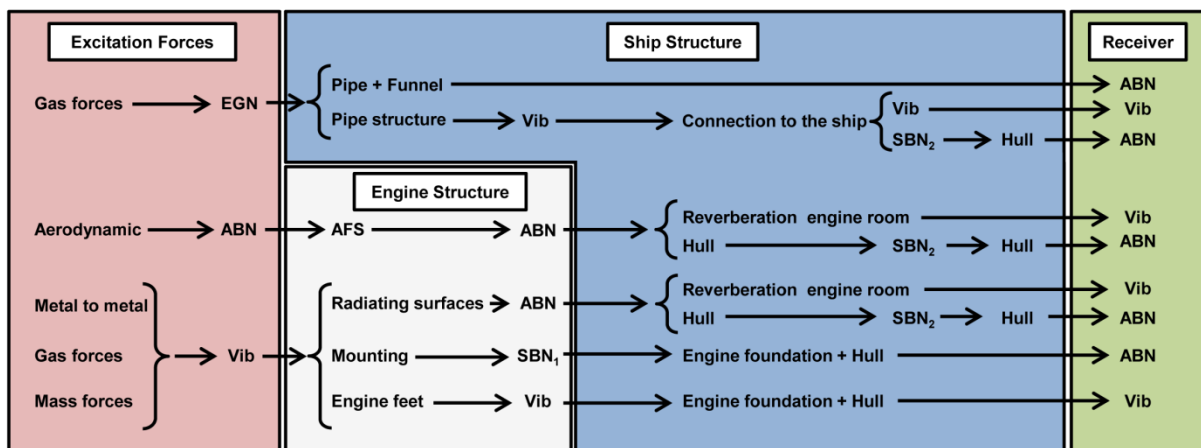 Excitation Forces Ship Structure Receiver
Pipe + Funnel ABN
Gas forces EGN Vib Vib
Pipe structure Vib Connection to the ship
SBN₂ Hull ABN
Engine Structure
Reverberation engine room Vib
Aerodynamic ABN AFS ABN
Hull SBN₂ Hull ABN
Reverberation engine room Vib
Metal to metal Radiating surfaces ABN
Hull SBN₂ Hull ABN
Gas forces Vib Mounting SBN₁ Engine foundation + Hull ABN
Mass forces Engine feet Vib Engine foundation + Hull Vib